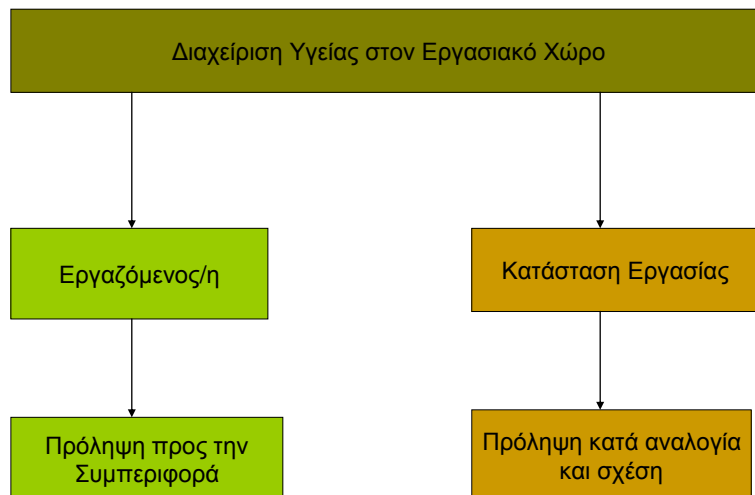 Διαχείριση Υγείας στον Εργασιακό Χώρο
Εργαζόμενος/η
Κατάσταση Εργασίας
Πρόληψη προς την
Συμπεριφορά
Πρόληψη κατά αναλογία
και σχέση